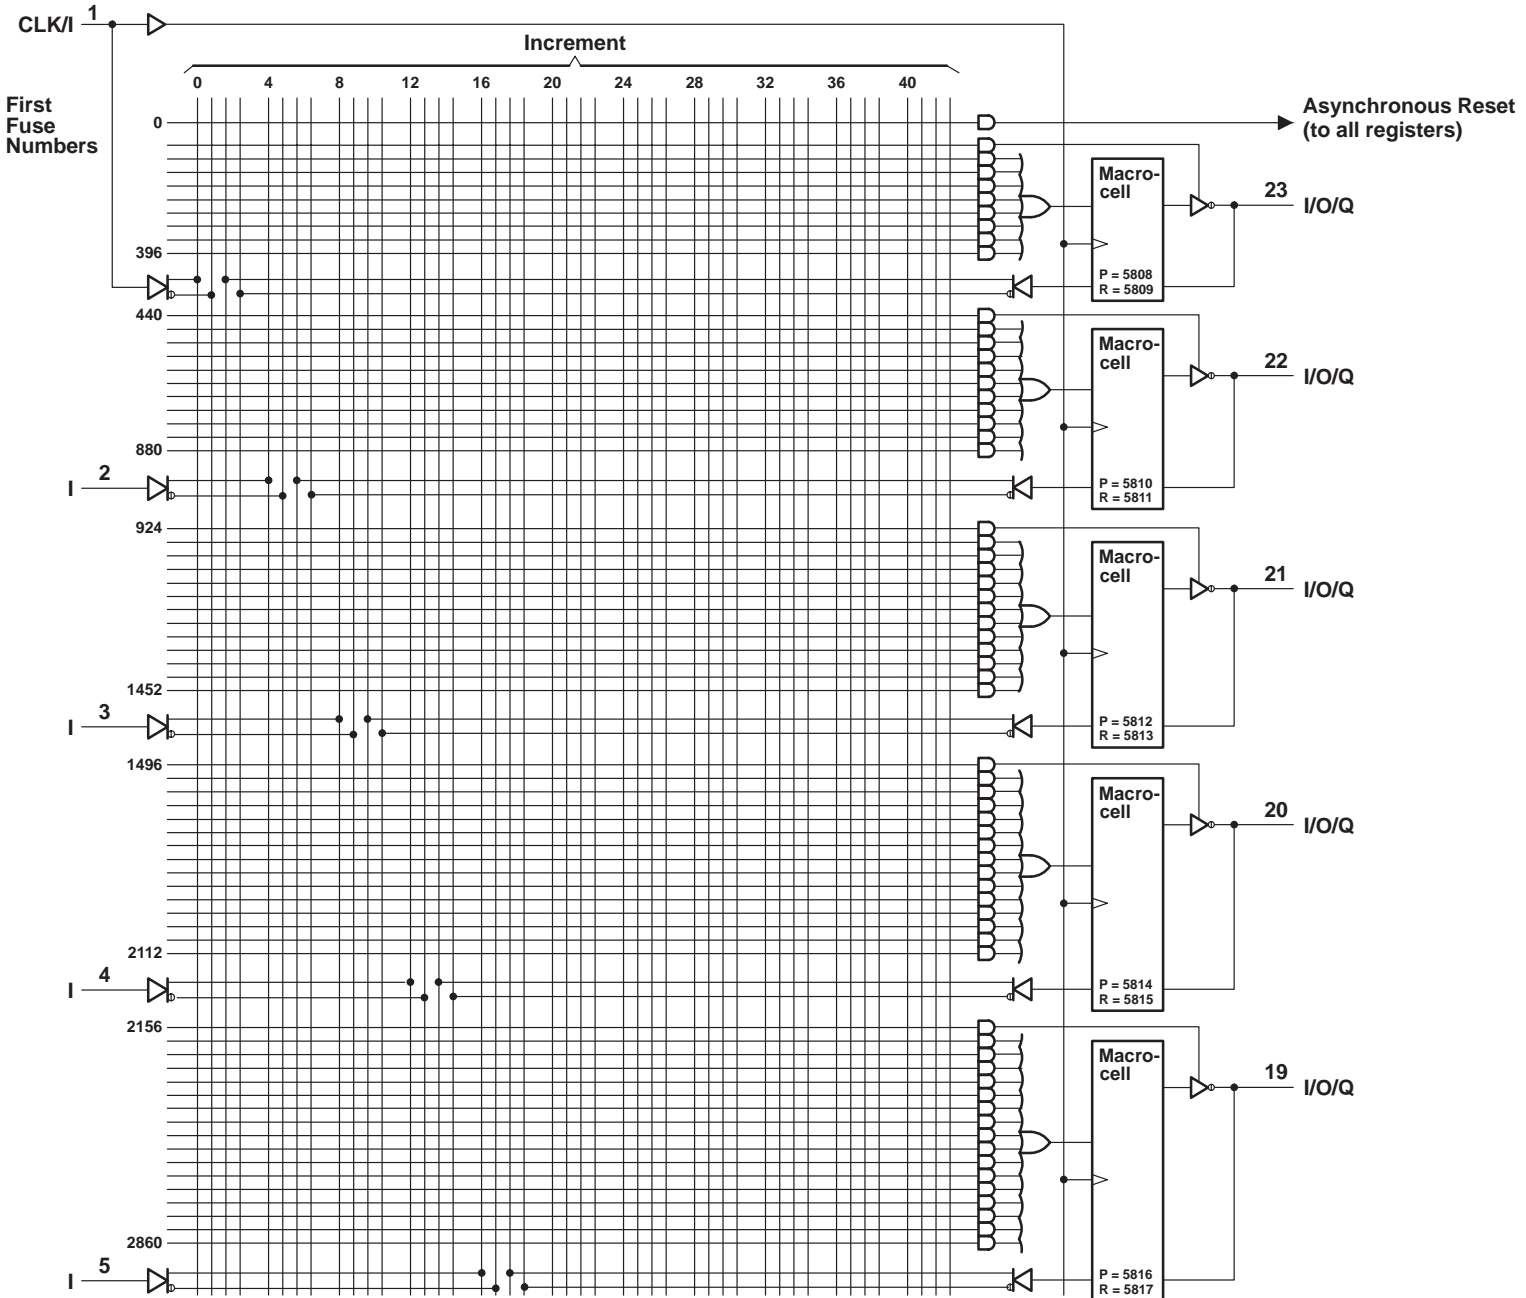 CLK/I 1
Increment
0 4 8 12 16 20 24 28 32 36 40
First
Fuse
Numbers
0
Asynchronous Reset
(to all registers)
Macro-
cell
23
I/O/Q
396
P = 5808
R = 5809
440
Macro-
cell
22
I/O/Q
880
I 2
P = 5810
R = 5811
924
Macro-
cell
21
I/O/Q
1452
I 3
P = 5812
R = 5813
1496
Macro-
cell
20
I/O/Q
2112
I 4
P = 5814
R = 5815
2156
Macro-
cell
19
I/O/Q
2860
I 5
P = 5816
R = 5817